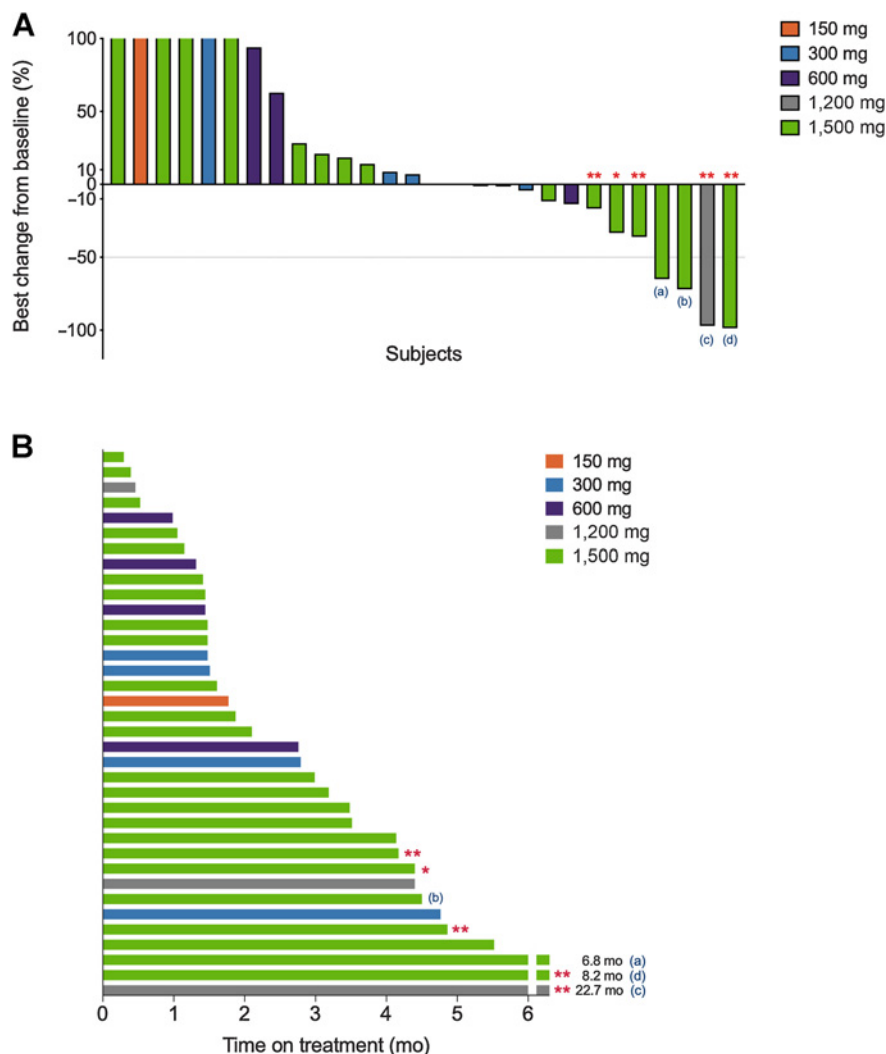 A
Best change from baseline (%)
100
50
10
0
−10
−50
−100
** * ** ** **
(a) (b) (c) (d)
Subjects
150 mg
300 mg
600 mg
1,200 mg
1,500 mg
B
150 mg
300 mg
600 mg
1,200 mg
1,500 mg
**
*
(b)
**
6.8 mo (a)
** 8.2 mo (d)
** 22.7 mo (c)
0 1 2 3 4 5 6
Time on treatment (mo)